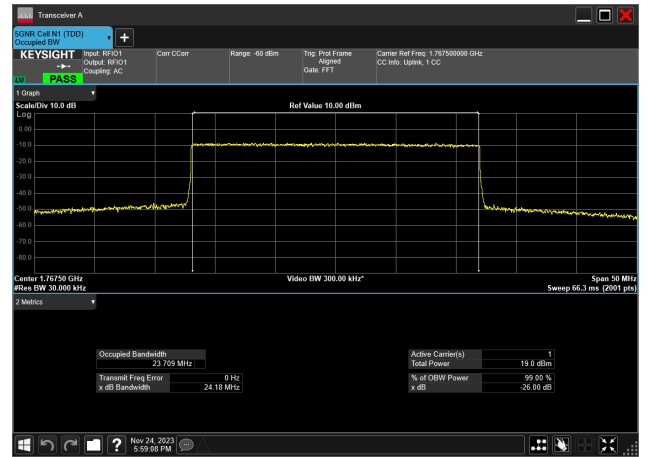 Transceiver A
5GNR Cell N1 (TDD)
Occupied BW
KEYSIGHT
LXI
PASS
Input: RFIO1
Output: RFIO1
Coupling: AC
Corr CCorr
Range: -60 dBm
Trig: Prot Frame
Aligned
Gate: FFT
Carrier Ref Freq: 1.767500000 GHz
CC Info: Uplink, 1 CC
1 Graph
Scale/Div 10.0 dB
Ref Value 10.00 dBm
Log
0.00
-10.0
-20.0
-30.0
-40.0
-50.0
-60.0
-70.0
-80.0
Center 1.76750 GHz
Video BW 300.00 kHz*
Span 50 MHz
#Res BW 30.000 kHz
Sweep 66.3 ms (2001 pts)
2 Metrics
Occupied Bandwidth
23.709 MHz
Transmit Freq Error 0 Hz
x dB Bandwidth 24.18 MHz
Active Carrier(s) 1
Total Power 19.0 dBm
% of OBW Power 99.00 %
x dB -26.00 dB
Nov 24, 2023
5:59:08 PM